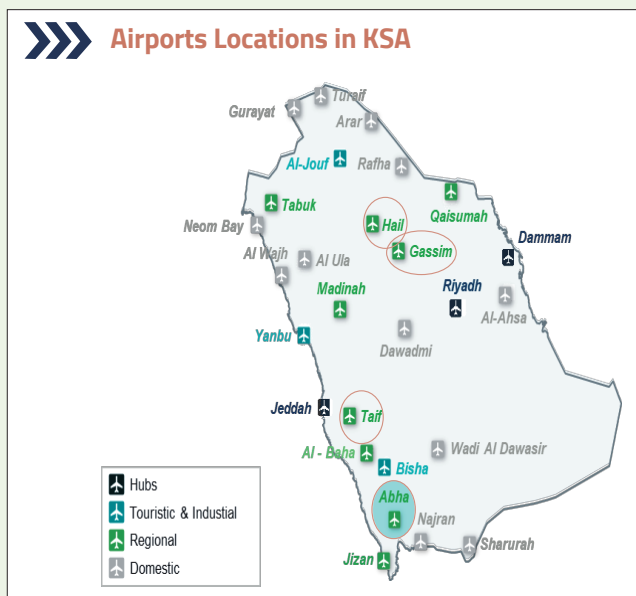 Airports Locations in KSA
Turaif
Gurayat
Arar
Al-Jouf
Rafha
Tabuk
Qaisumah
Neom Bay
Hail
Dammam
Gassim
Al Wajh
Al Ula
Madinah
Riyadh
Al-Ahsa
Yanbu
Dawadmi
Jeddah
Taif
Al - Baha
Wadi Al Dawasir
Bisha
Abha
Najran
Sharurah
Jizan
Hubs
Touristic & Industial
Regional
Domestic